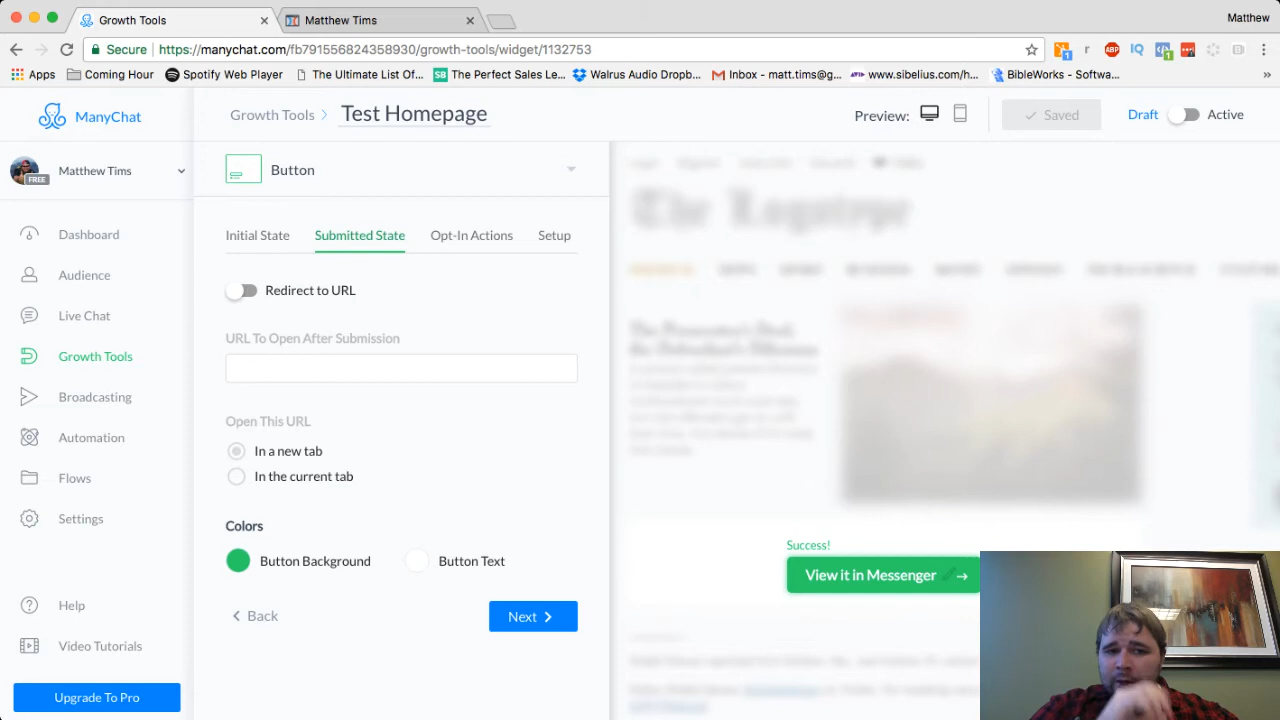 Growth Tools
Matthew Tims
Matthew
Secure
https://manychat.com/fb791556824358930/growth-tools/widget/1132753
Apps
Coming Hour
Spotify Web Player
The Ultimate List Of...
The Perfect Sales Le...
Walrus Audio Dropb...
Inbox - matt.tims@g...
www.sibelius.com/h...
BibleWorks - Softwa...
ManyChat
Growth Tools
Test Homepage
Preview:
Saved
Draft
Active
Matthew Tims
FREE
Button
Initial State
Submitted State
Opt-In Actions
Setup
Dashboard
Audience
Live Chat
Growth Tools
Broadcasting
Automation
Flows
Settings
Help
Video Tutorials
Upgrade To Pro
Redirect to URL
URL To Open After Submission
Open This URL
In a new tab
In the current tab
Colors
Button Background
Button Text
Back
Next
The Logotype
Success!
View it in Messenger